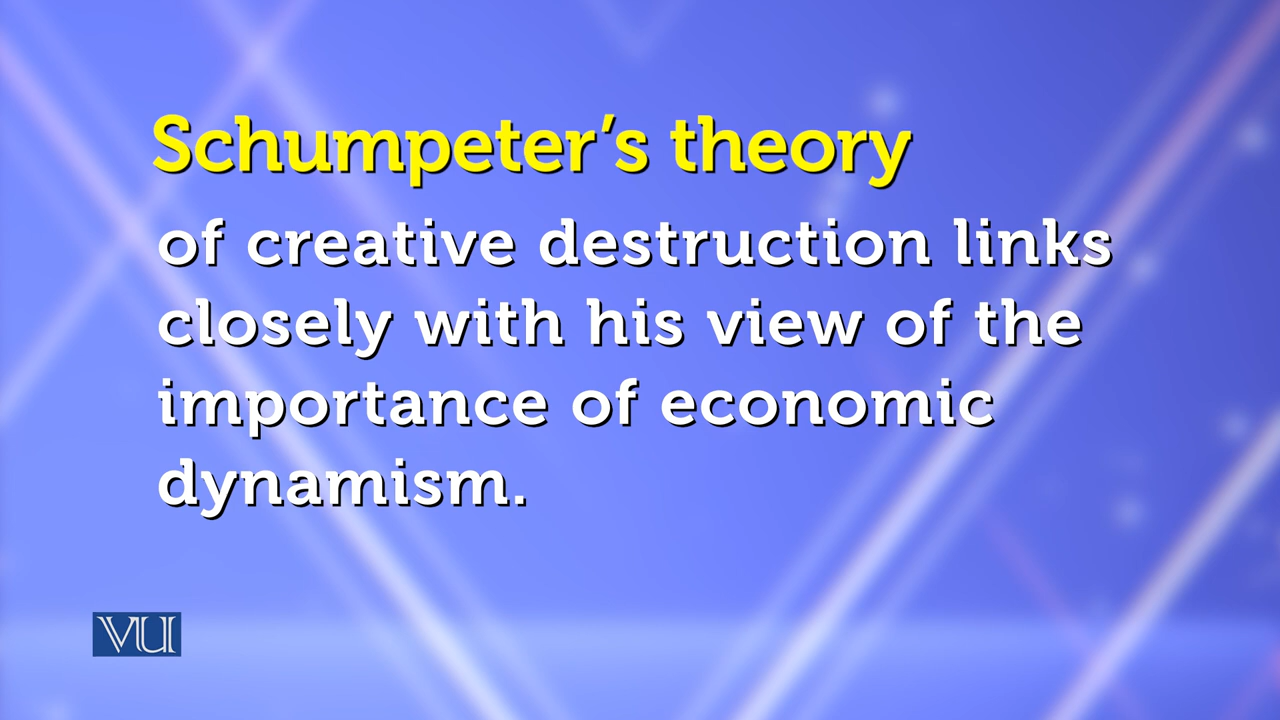 Schumpeter’s theory
of creative destruction links
closely with his view of the
importance of economic
dynamism.
VU